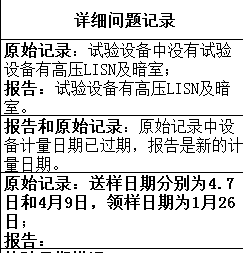 详细问题记录
原始记录：试验设备中没有试验
设备有高压LISN及暗室；
报告：试验设备有高压LISN及暗
室。
报告和原始记录：原始记录中设
备计量日期已过期，报告是新的计
量日期。
原始记录：送样日期分别为4.7
日和4月9日，领样日期为1月26
日；
报告：